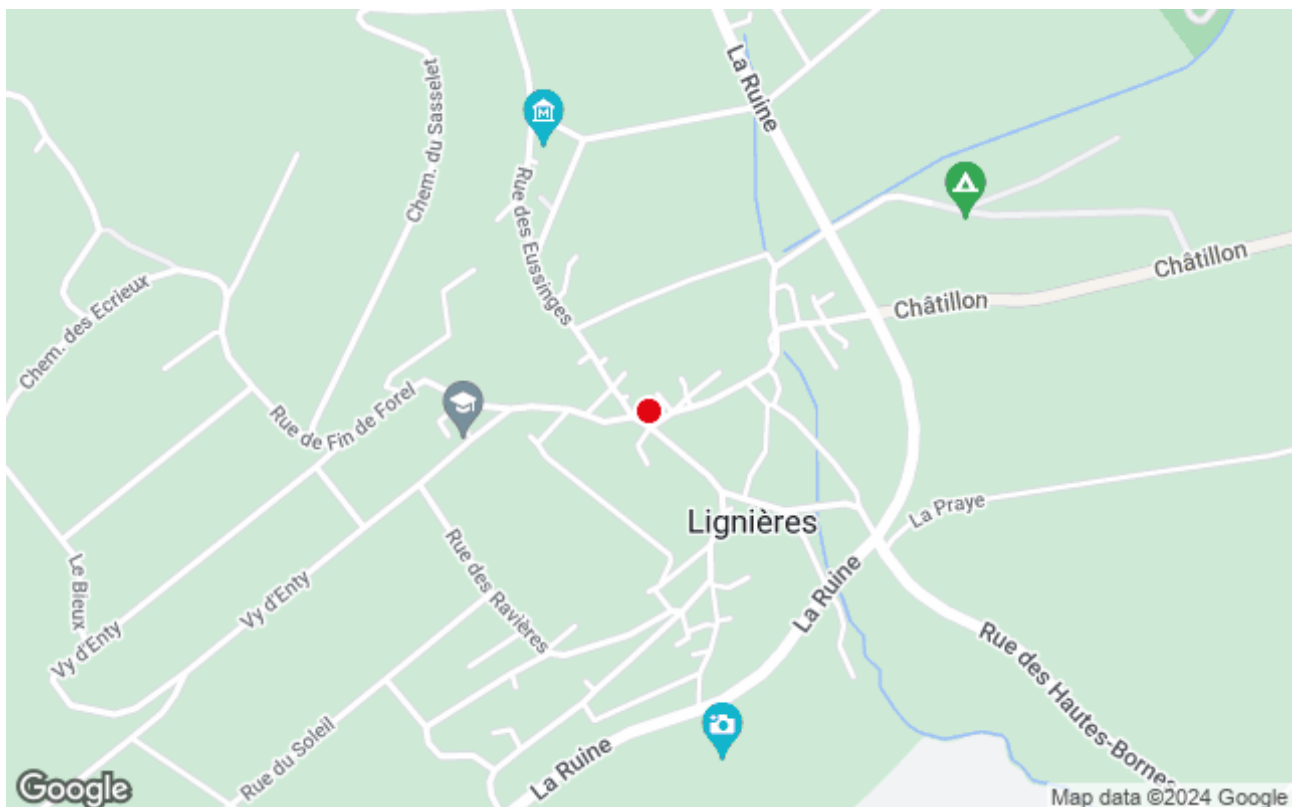 La Ruine
Chem. du Sasselet
M
Rue des Eussinges
Châtillon
Châtillon
Chem. des Ecrieux
Rue de Fin de Forel
La Praye
Lignières
Le Bieux
Rue des Ravières
Vy d'Enty
La Ruine
Vy d'Enty
Rue des Hautes-Bornes
Rue du Soleil
La Ruine
Google
Map data ©2024 Google